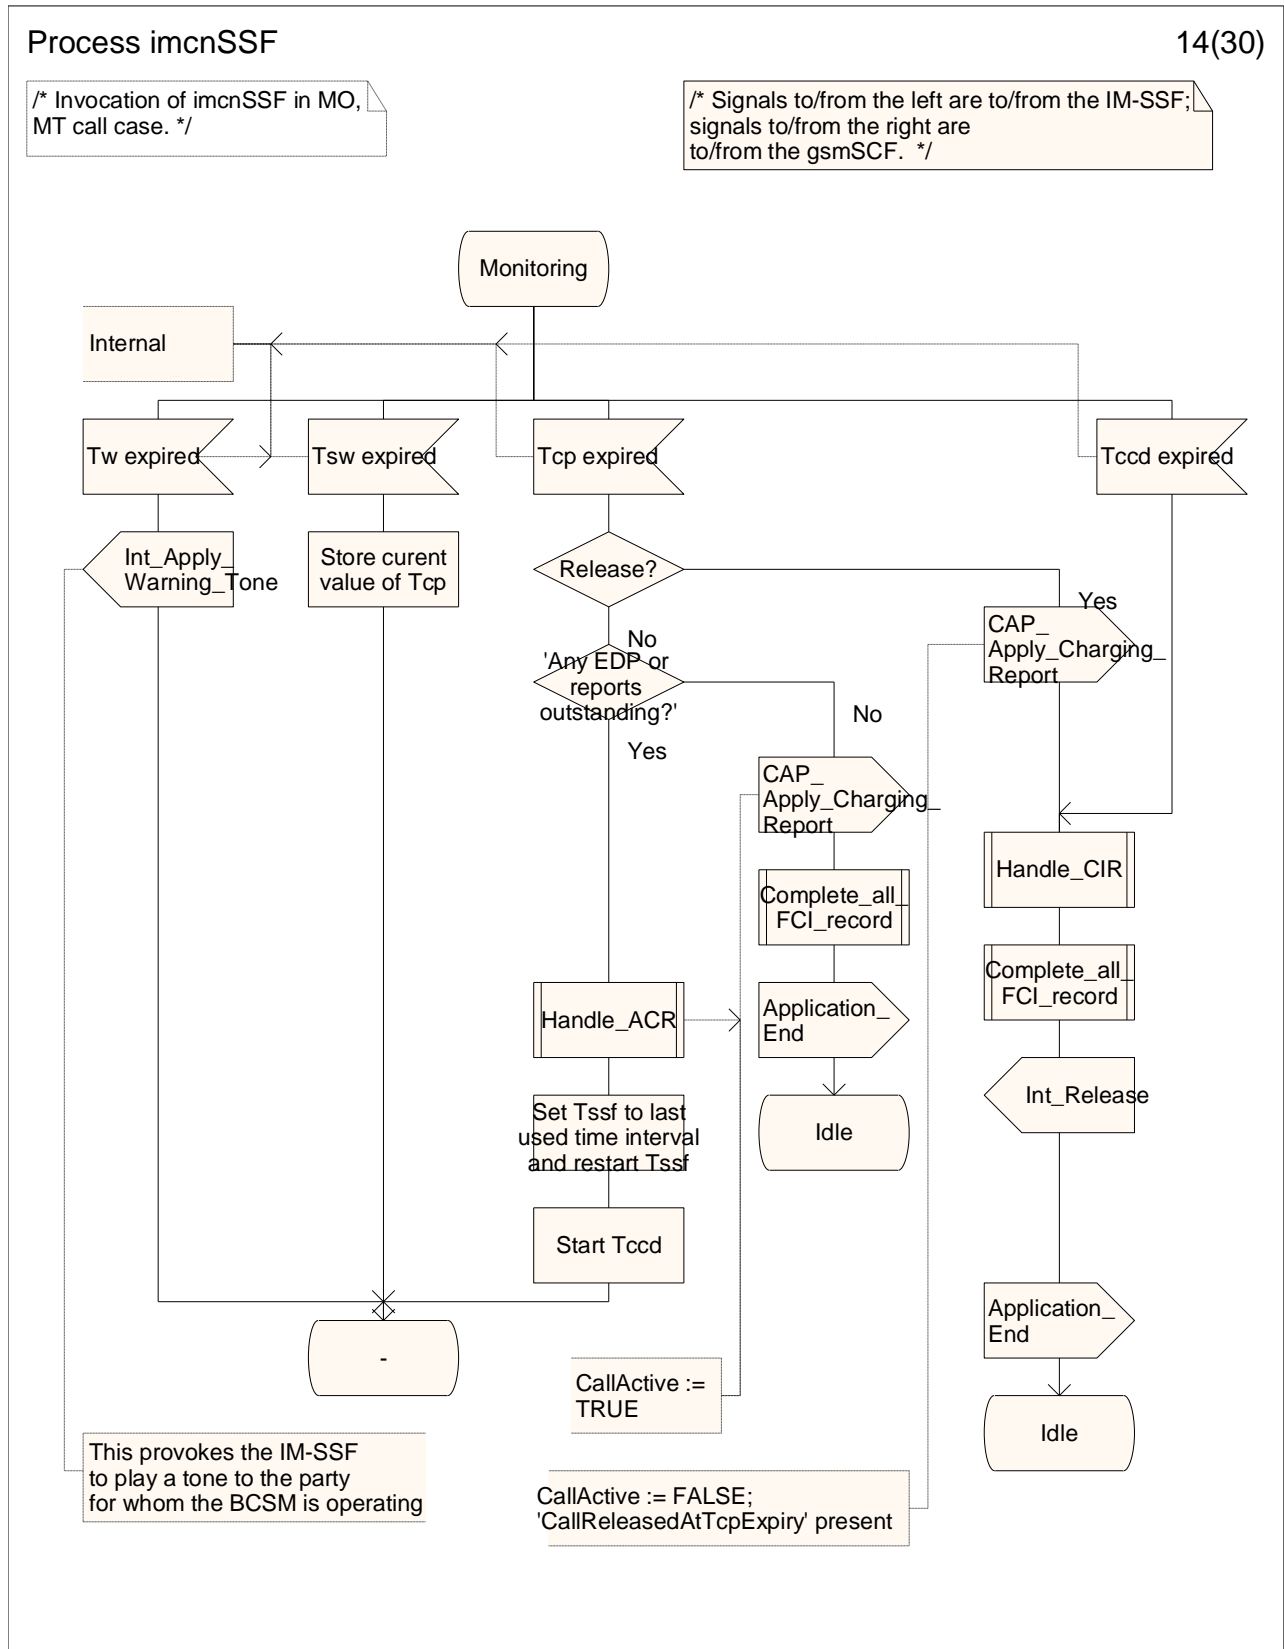 Process imcnSSF
14(30)
/* Invocation of imcnSSF in MO,
MT call case. */
/* Signals to/from the left are to/from the IM-SSF;
signals to/from the right are
to/from the gsmSCF.  */
Monitoring
Internal
Tw expired
Tsw expired
Tcp expired
Tccd expired
Int_Apply_
Warning_Tone
Store curent
value of Tcp
Release?
Yes
No
CAP_
Apply_Charging_
Report
'Any EDP or
reports
outstanding?'
No
Yes
CAP_
Apply_Charging_
Report
Handle_CIR
Complete_all_
FCI_record
Complete_all_
FCI_record
Handle_ACR
Application_
End
Int_Release
Set Tssf to last
used time interval
and restart Tssf
Idle
Start Tccd
Application_
End
-
CallActive :=
TRUE
Idle
This provokes the IM-SSF
to play a tone to the party
for whom the BCSM is operating
CallActive := FALSE;
'CallReleasedAtTcpExpiry' present